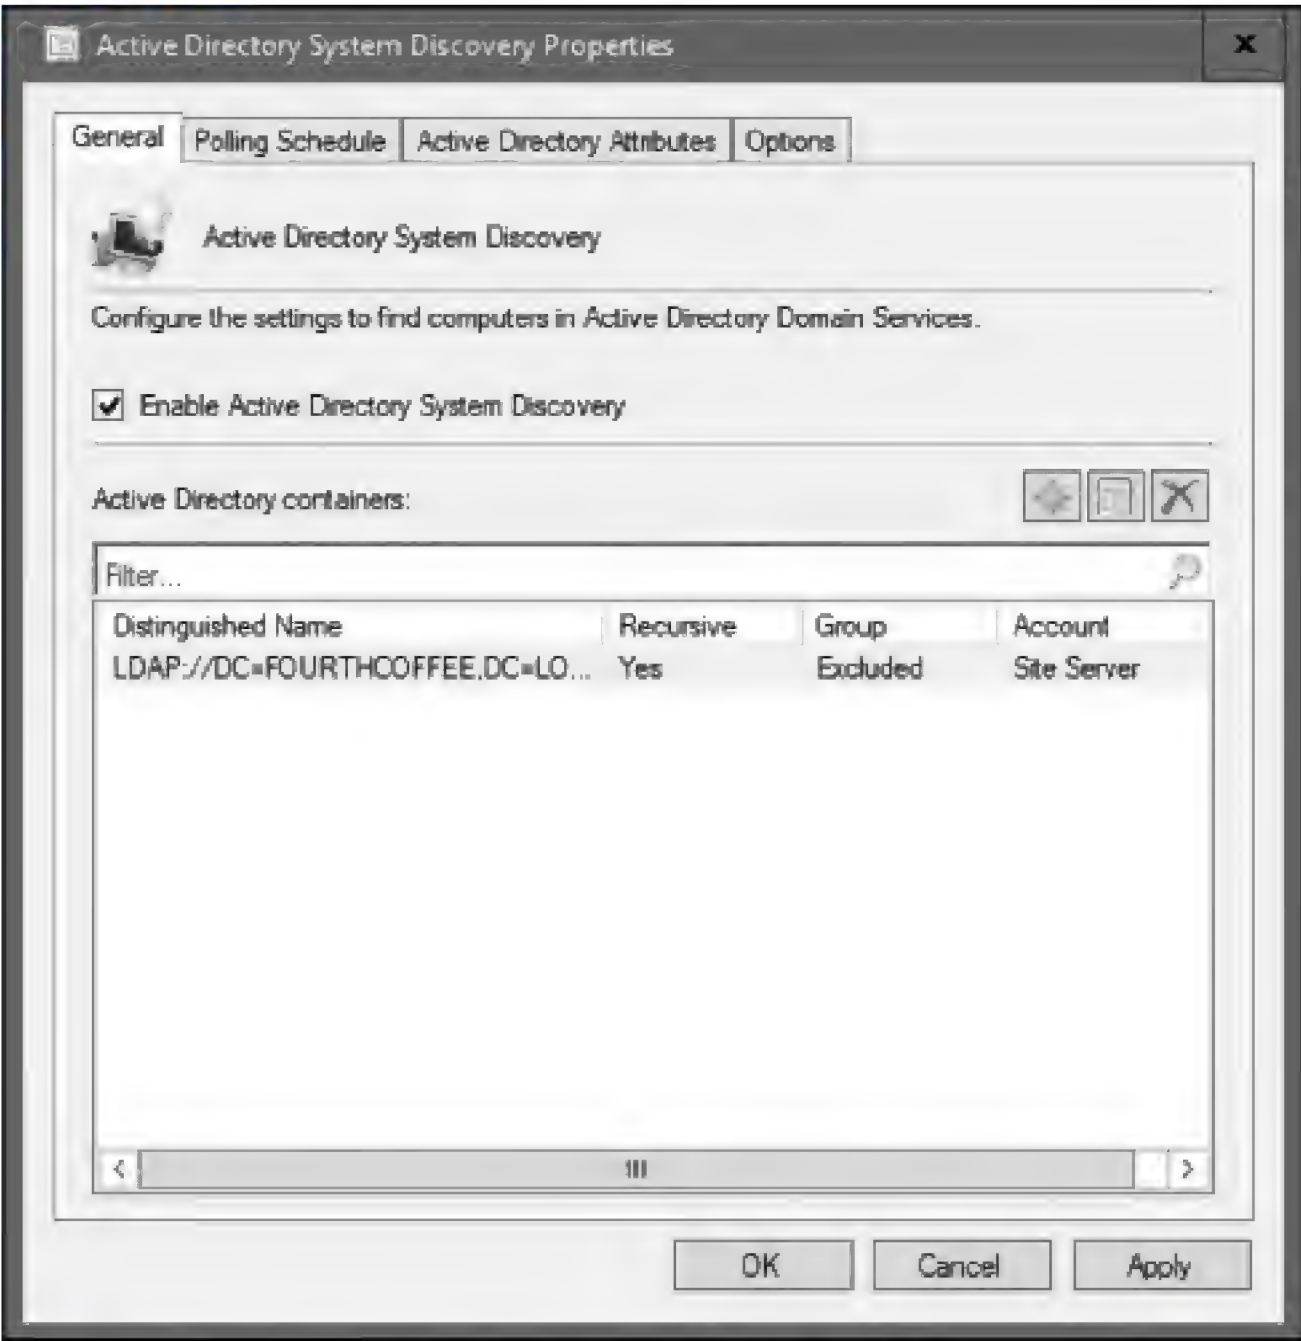 Active Directory System Discovery Properties
X
General Polling Schedule Active Directory Attributes Options
Active Directory System Discovery
Configure the settings to find computers in Active Directory Domain Services.
Enable Active Directory System Discovery
Active Directory containers:
Filter...
Distinguished Name Recursive Group Account
LDAP://DC=FOURTHCOFFEE,DC=LO... Yes Excluded Site Server
OK Cancel Apply